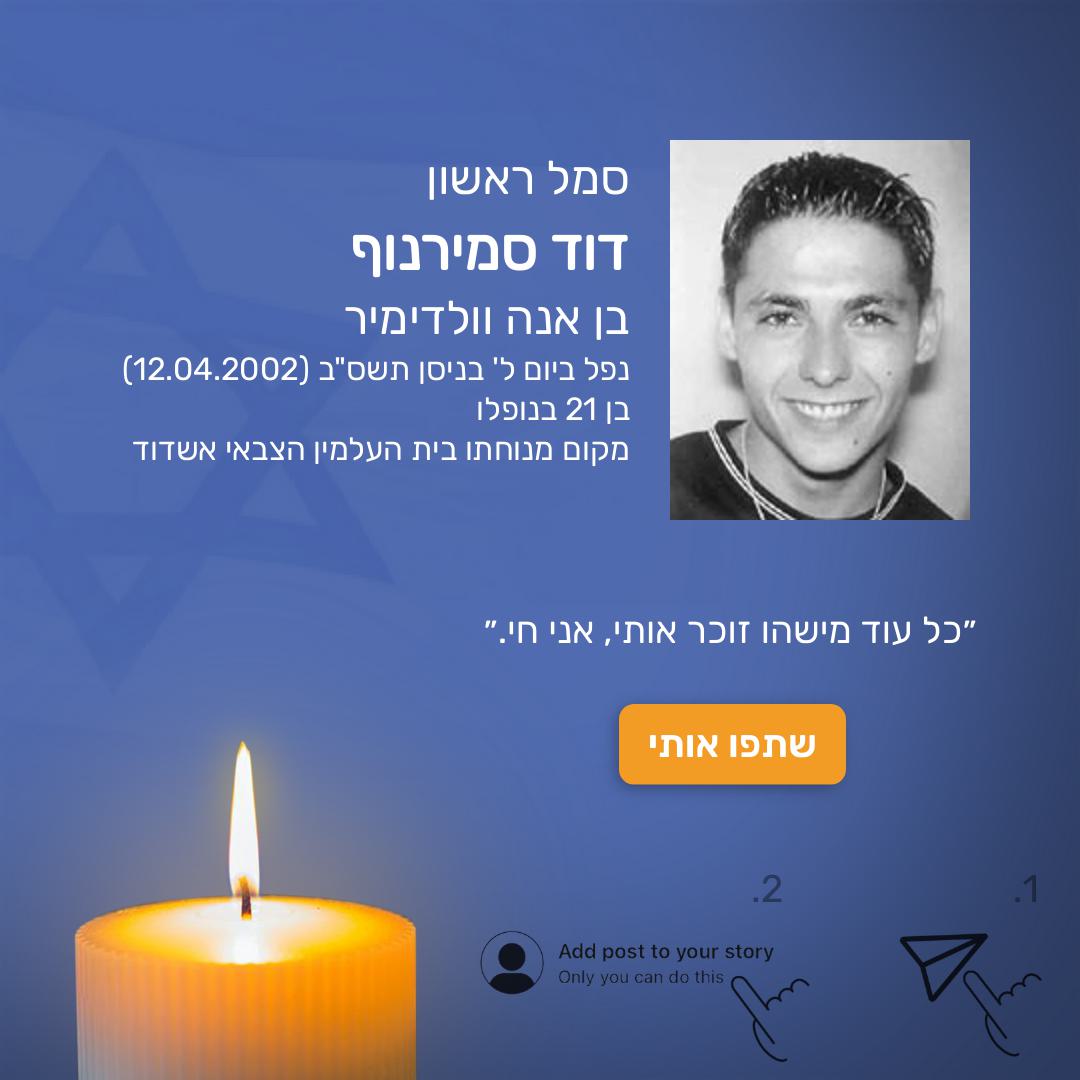 סמל ראשון
דוד סמירנוף
בן אנה וולדימיר
נפל ביום ל' בניסן תשס"ב (12.04.2002)
בן 21 בנופלו
מקום מנוחתו בית העלמין הצבאי אשדוד
״כל עוד מישהו זוכר אותי, אני חי.״
שתפו אותי
1.
2.
Add post to your story
Only you can do this